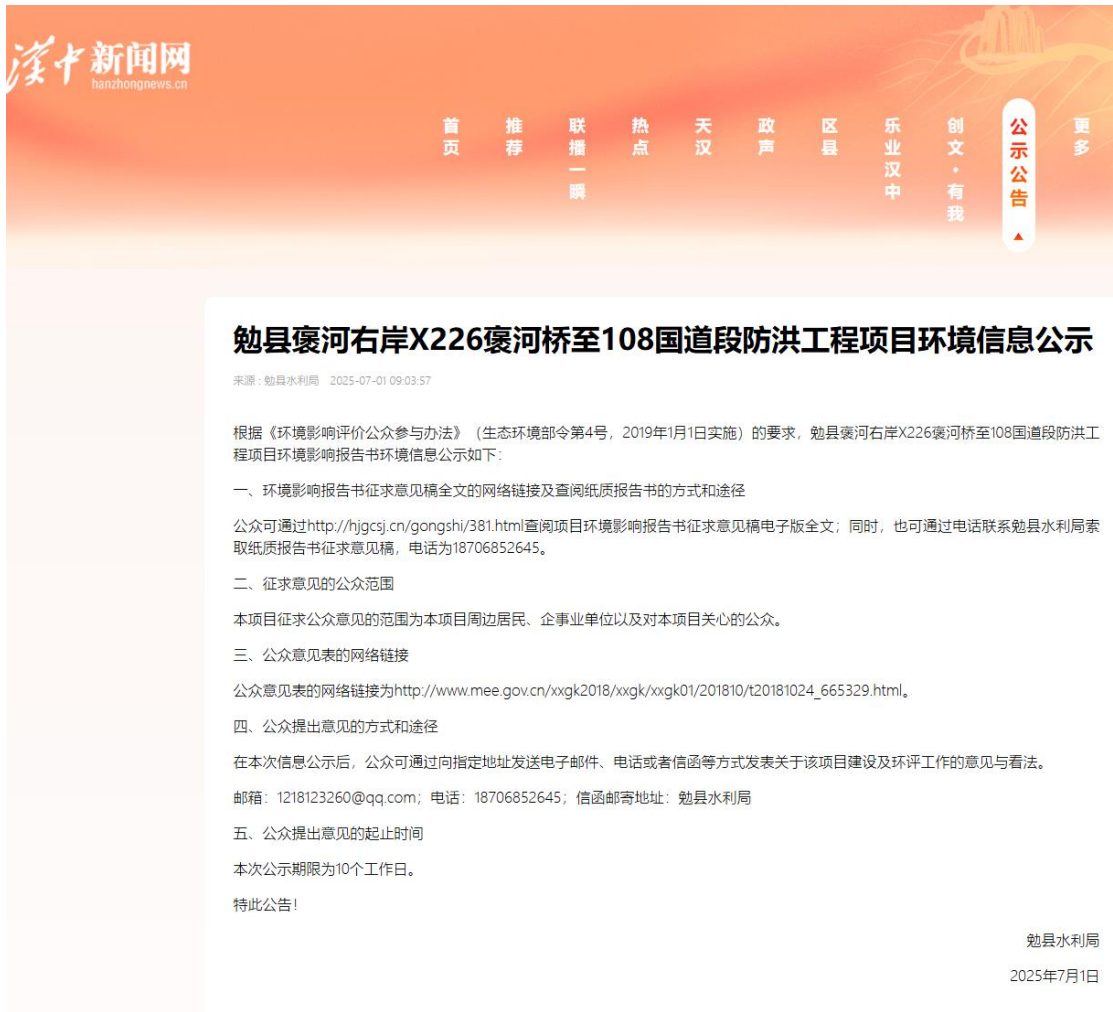 汉中新闻网
hanzhongnews.cn
首页
推荐
联播一瞬
热点
天汉
政声
区县
乐业汉中
创文·有我
公示公告
更多
勉县褒河右岸X226褒河桥至108国道段防洪工程项目环境信息公示
来源 : 勉县水利局 2025-07-01 09:03:57
根据《环境影响评价公众参与办法》（生态环境部令第4号，2019年1月1日实施）的要求，勉县褒河右岸X226褒河桥至108国道段防洪工
程项目环境影响报告书环境信息公示如下：
一、环境影响报告书征求意见稿全文的网络链接及查阅纸质报告书的方式和途径
公众可通过http://hjgcsj.cn/gongshi/381.html查阅项目环境影响报告书征求意见稿电子版全文；同时，也可通过电话联系勉县水利局索
取纸质报告书征求意见稿，电话为18706852645。
二、征求意见的公众范围
本项目征求公众意见的范围为本项目周边居民、企事业单位以及对本项目关心的公众。
三、公众意见表的网络链接
公众意见表的网络链接为http://www.mee.gov.cn/xxgk2018/xxgk/xxgk01/201810/t20181024_665329.html。
四、公众提出意见的方式和途径
在本次信息公示后，公众可通过向指定地址发送电子邮件、电话或者信函等方式发表关于该项目建设及环评工作的意见与看法。
邮箱：1218123260@qq.com；电话：18706852645；信函邮寄地址：勉县水利局
五、公众提出意见的起止时间
本次公示期限为10个工作日。
特此公告！
勉县水利局
2025年7月1日